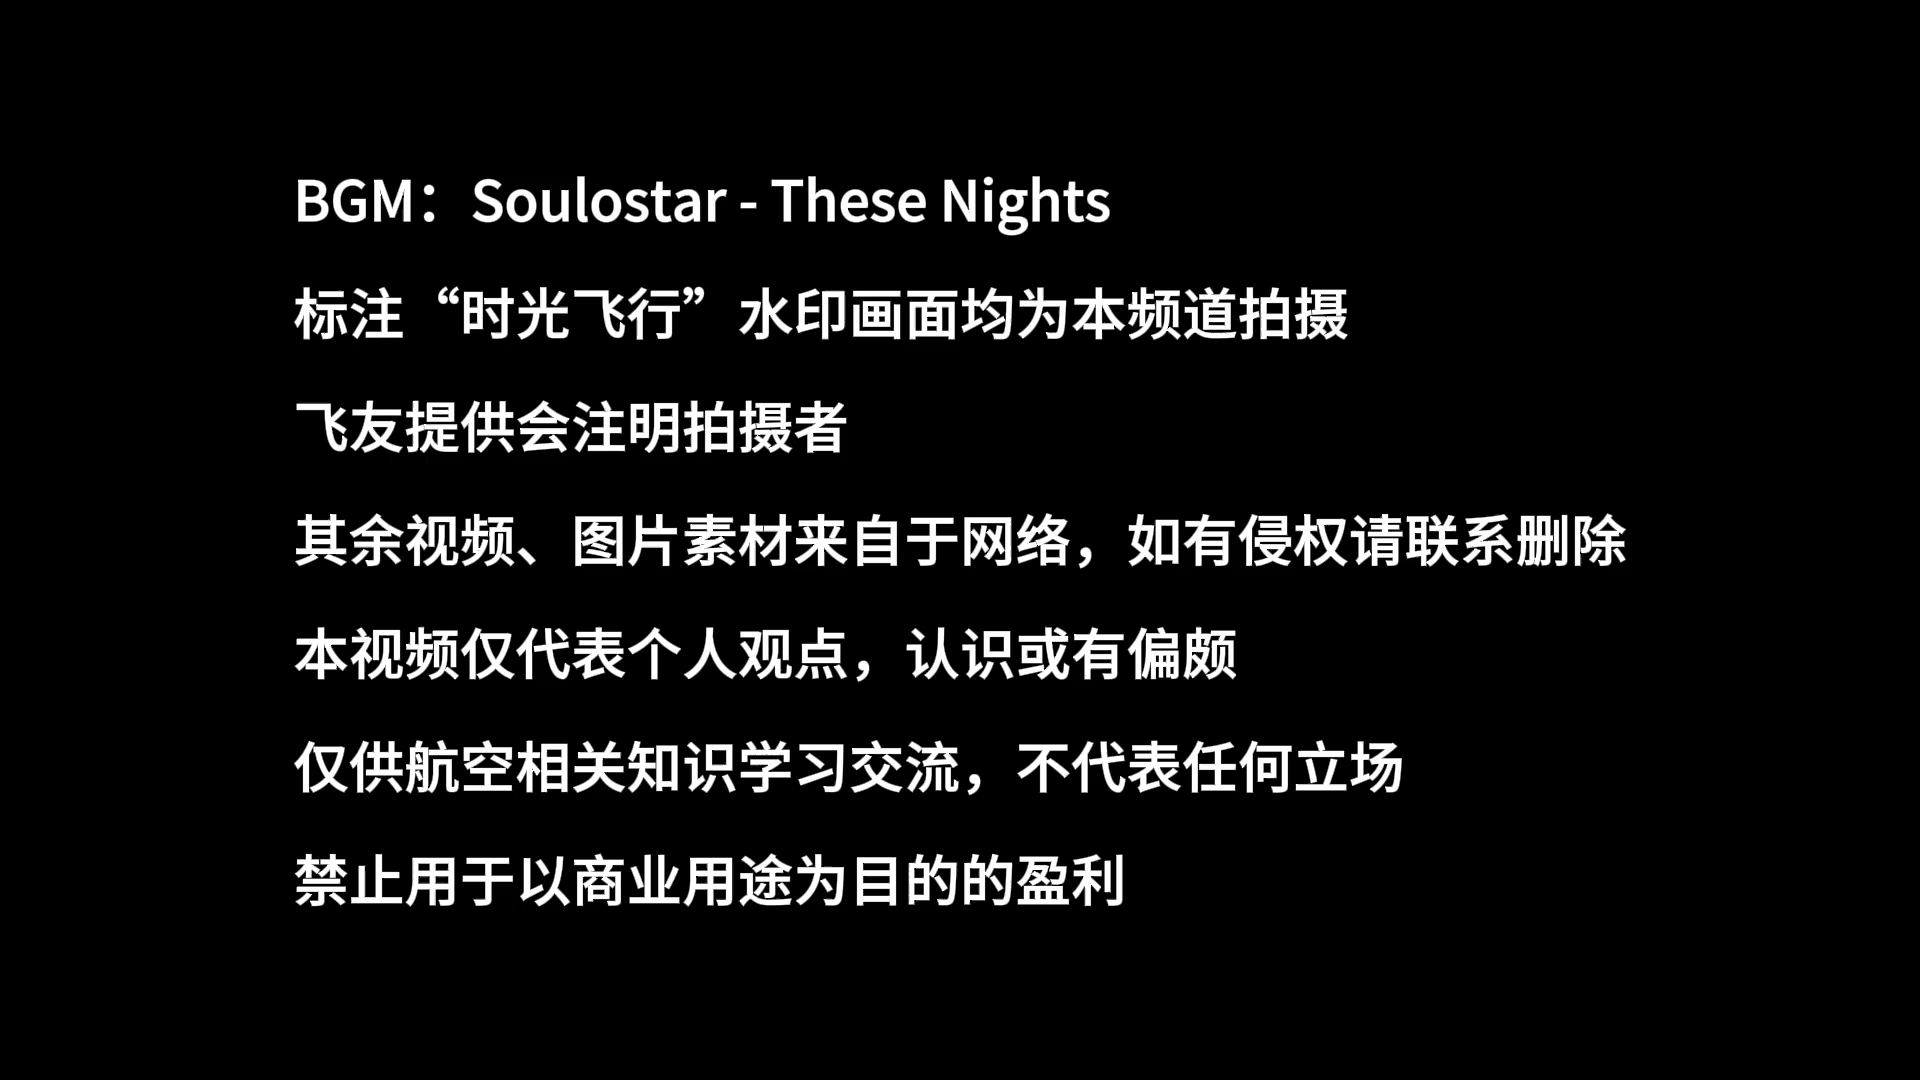 BGM：Soulostar - These Nights
标注“时光飞行”水印画面均为本频道拍摄
飞友提供会注明拍摄者
其余视频、图片素材来自于网络，如有侵权请联系删除
本视频仅代表个人观点，认识或有偏颇
仅供航空相关知识学习交流，不代表任何立场
禁止用于以商业用途为目的的盈利